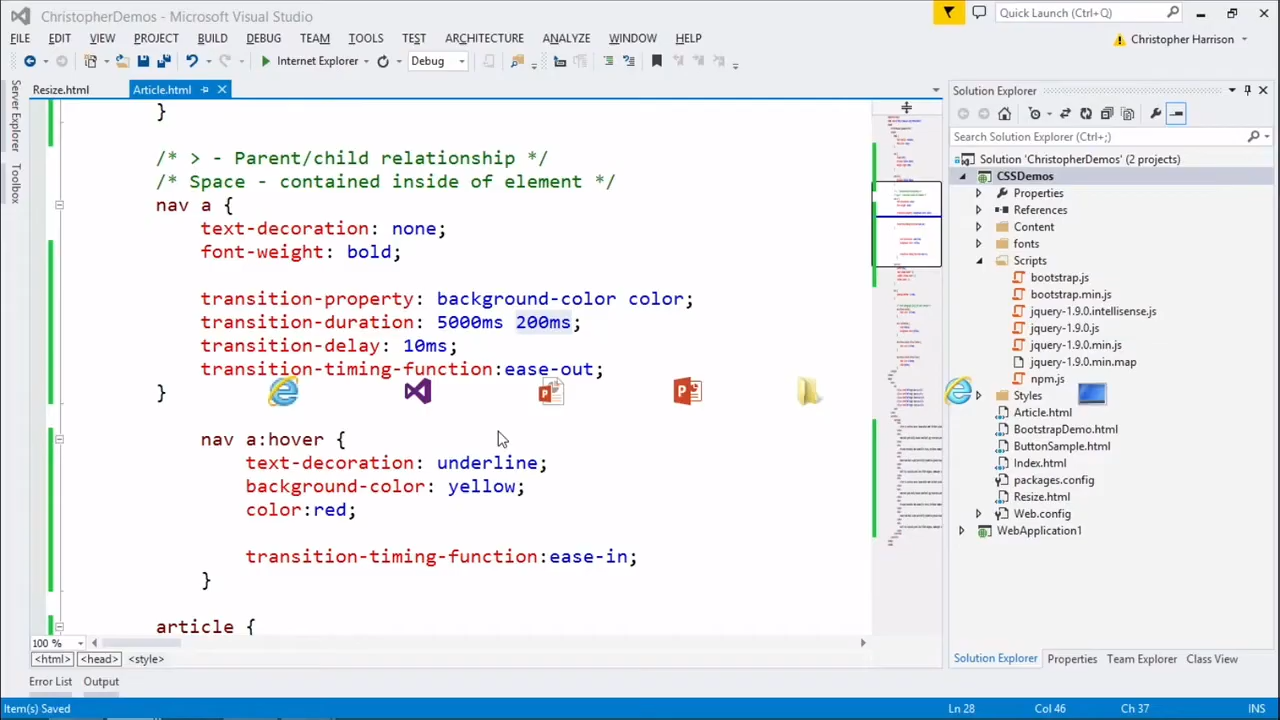 ChristopherDemos - Microsoft Visual Studio
Quick Launch (Ctrl+Q)
FILE EDIT VIEW PROJECT BUILD DEBUG TEAM TOOLS TEST ARCHITECTURE ANALYZE WINDOW HELP
Christopher Harrison
Internet Explorer
Debug
Server Explorer
Toolbox
Resize.html
Article.html
}
/* > - Parent/child relationship */
/* Space - contained inside of element */
nav a {
text-decoration: none;
font-weight: bold;
transition-property: background-color color;
transition-duration: 5000ms 200ms;
transition-delay: 10ms;
transition-timing-function:ease-out;
}
nav a:hover {
text-decoration: underline;
background-color: yellow;
color:red;
transition-timing-function:ease-in;
}
article {
100 %
<html> <head> <style>
Error List Output
Solution Explorer
Search Solution Explorer (Ctrl+;)
Solution 'ChristopherDemos' (2 projects)
CSSDemos
Properties
References
Content
fonts
Scripts
bootstrap.js
bootstrap.min.js
jquery-1.9.0.intellisense.js
jquery-1.9.0.js
jquery-1.9.0.min.js
jquery-1.9.0.min.map
npm.js
Styles
Article.html
BootstrapDemo.html
ButtonSample.html
Index.html
packages.config
Resize.html
Web.config
WebApplication1
Solution Explorer Properties Team Explorer Class View
Item(s) Saved
Ln 28
Col 46
Ch 37
INS